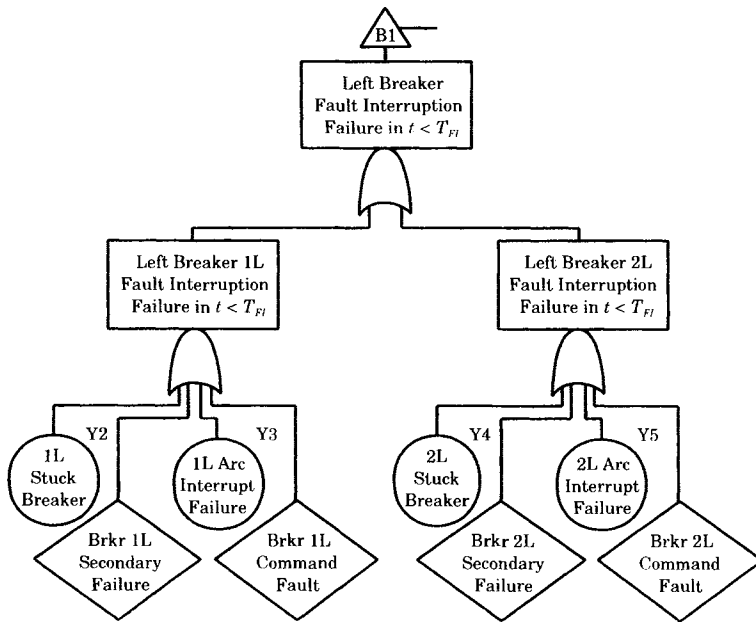 B1
Left Breaker
Fault Interruption
Failure in t < T_FI
Left Breaker 1L
Fault Interruption
Failure in t < T_FI
Left Breaker 2L
Fault Interruption
Failure in t < T_FI
Y2
Y3
Y4
Y5
1L
Stuck
Breaker
1L Arc
Interrupt
Failure
2L
Stuck
Breaker
2L Arc
Interrupt
Failure
Brkr 1L
Secondary
Failure
Brkr 1L
Command
Fault
Brkr 2L
Secondary
Failure
Brkr 2L
Command
Fault